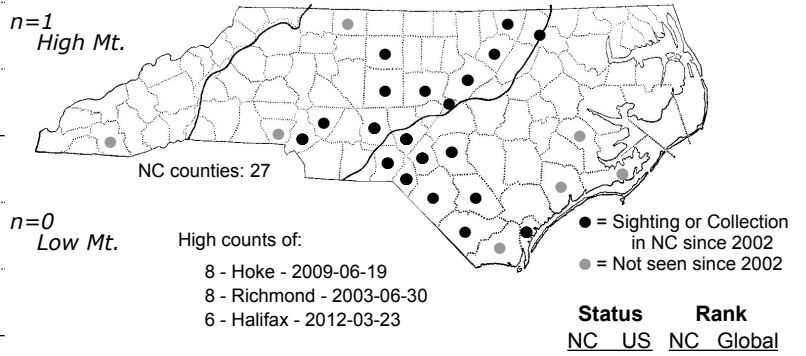 n=1
High Mt.
NC counties: 27
n=0
Low Mt.
High counts of:
8 - Hoke - 2009-06-19
8 - Richmond - 2003-06-30
6 - Halifax - 2012-03-23
= Sighting or Collection
in NC since 2002
= Not seen since 2002
Status Rank
NC US NC Global